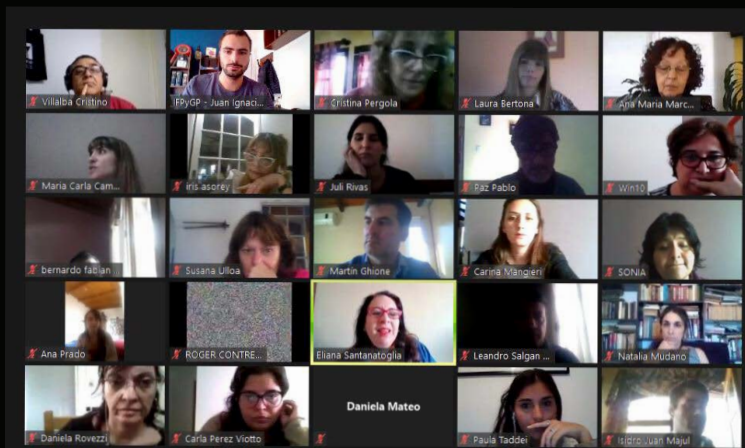 Villalba Cristino
IFPyGP - Juan Ignaci...
Cristina Pergola
Laura Bertona
Ana Maria Marc...
Maria Carla Cam...
iris asorey
Juli Rivas
Paz Pablo
Win10
bernardo fabian ...
Susana Ulloa
Martín Ghione
Carina Mangieri
SONIA
Ana Prado
ROGER CONTRE...
Eliana Santanatoglia
Leandro Salgan ...
Natalia Mudano
Daniela Rovezzi
Carla Perez Viotto
Daniela Mateo
Paula Taddei
Isidro Juan Majul